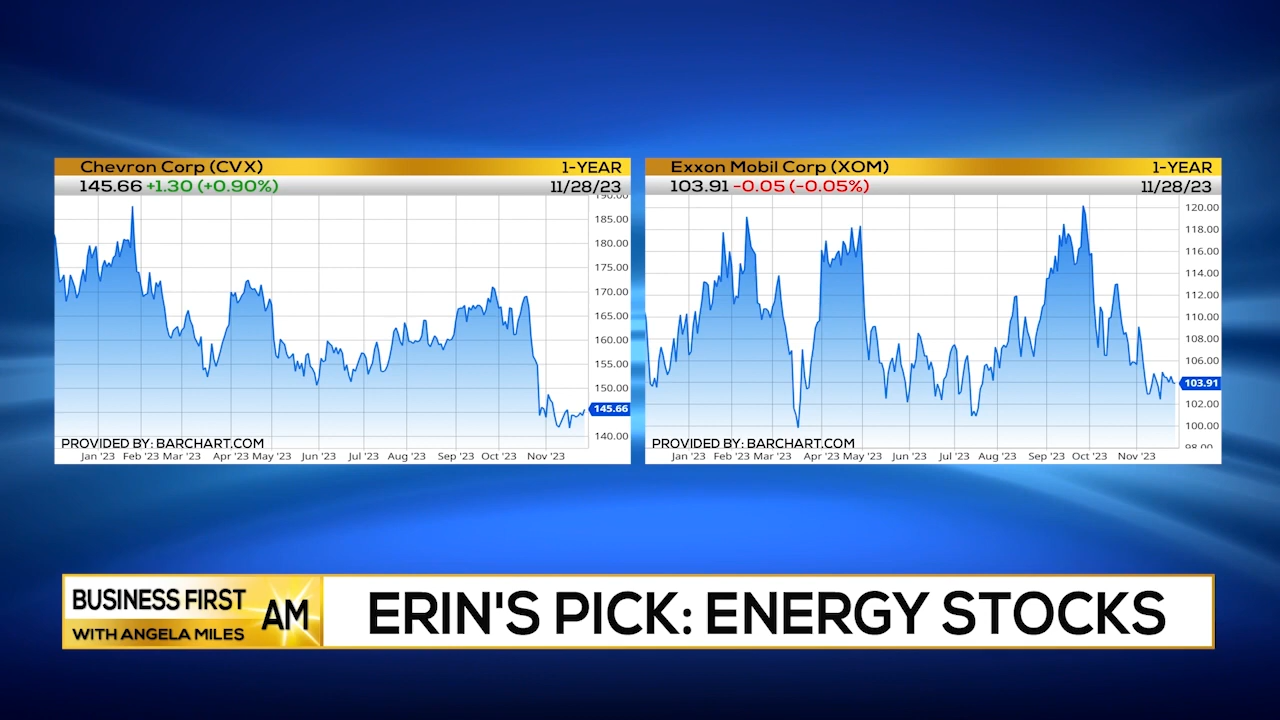 Chevron Corp (CVX) 1-YEAR
145.66 +1.30 (+0.90%) 11/28/23
190.00
185.00
180.00
175.00
170.00
165.00
160.00
155.00
150.00
145.66
140.00
PROVIDED BY: BARCHART.COM
Jan '23 Feb '23 Mar '23 Apr '23 May '23 Jun '23 Jul '23 Aug '23 Sep '23 Oct '23 Nov '23
Exxon Mobil Corp (XOM) 1-YEAR
103.91 -0.05 (-0.05%) 11/28/23
120.00
118.00
116.00
114.00
112.00
110.00
108.00
106.00
103.91
102.00
100.00
98.00
PROVIDED BY: BARCHART.COM
Jan '23 Feb '23 Mar '23 Apr '23 May '23 Jun '23 Jul '23 Aug '23 Sep '23 Oct '23 Nov '23
BUSINESS FIRST AM
WITH ANGELA MILES
ERIN'S PICK: ENERGY STOCKS